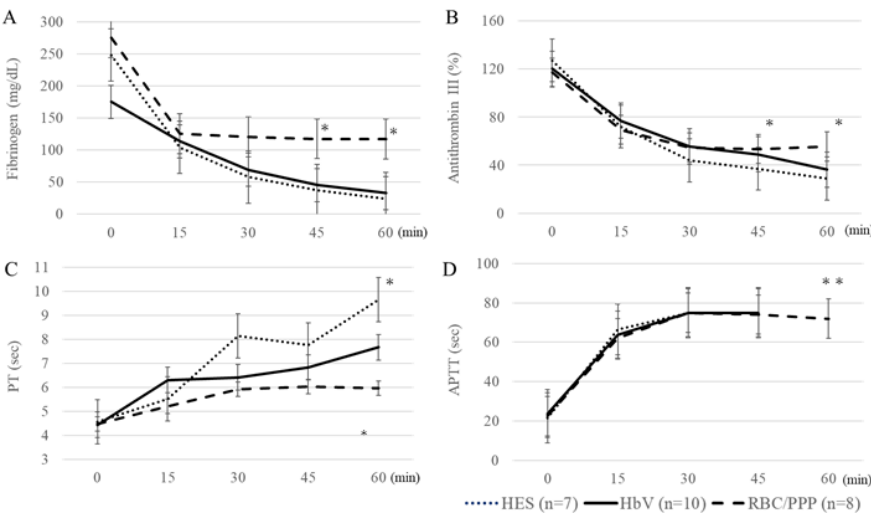 A
Fibrinogen (mg/dL)
300
250
200
150
100
50
0
*
*
0 15 30 45 60 (min)
B
Antithrombin III (%)
160
120
80
40
0
*
*
0 15 30 45 60 (min)
C
PT (sec)
11
10
9
8
7
6
5
4
3
*
*
0 15 30 45 60 (min)
D
APTT (sec)
100
80
60
40
20
0
* *
0 15 30 45 60 (min)
HES (n=7) HbV (n=10) RBC/PPP (n=8)